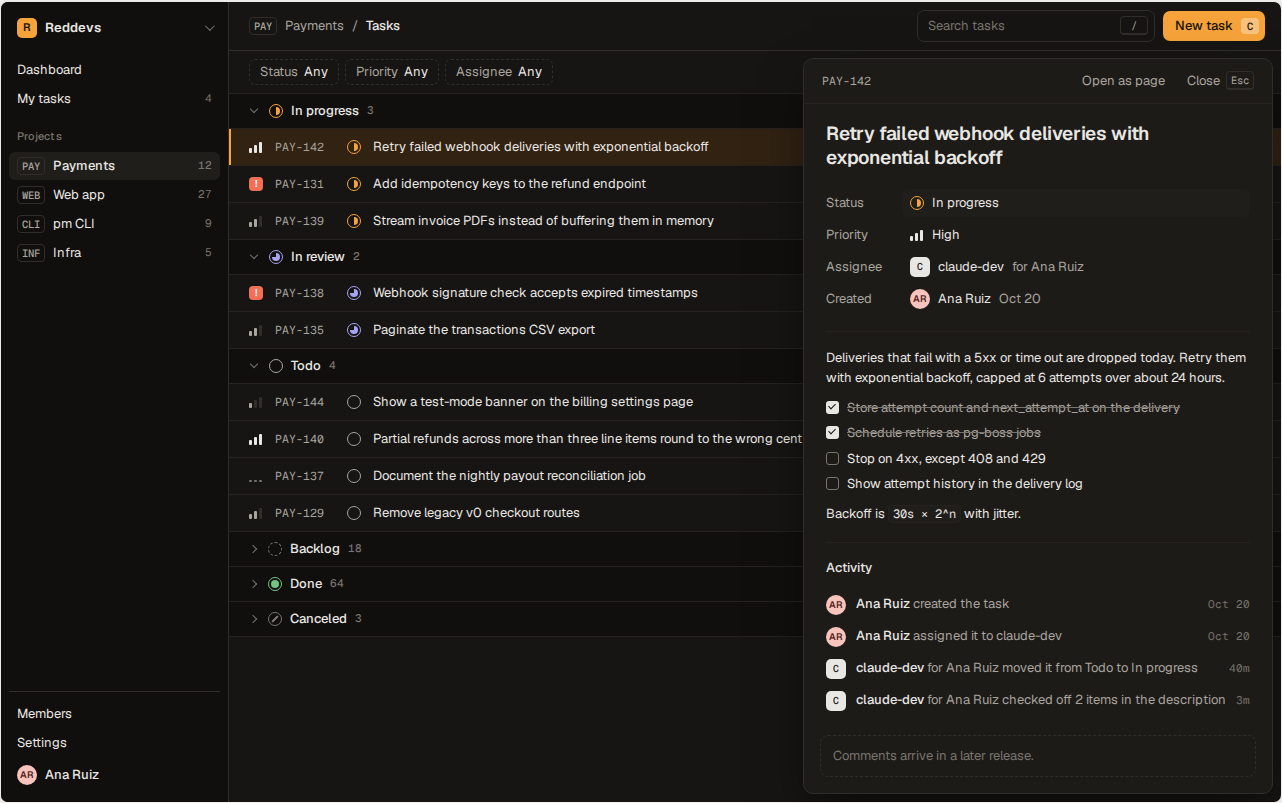 R Reddevs
Dashboard
My tasks 4
Projects
PAY Payments 12
WEB Web app 27
CLI pm CLI 9
INF Infra 5
Members
Settings
AR Ana Ruiz
PAY Payments / Tasks
Search tasks /
New task C
Status Any
Priority Any
Assignee Any
In progress 3
PAY-142 Retry failed webhook deliveries with exponential backoff
! PAY-131 Add idempotency keys to the refund endpoint
PAY-139 Stream invoice PDFs instead of buffering them in memory
In review 2
! PAY-138 Webhook signature check accepts expired timestamps
PAY-135 Paginate the transactions CSV export
Todo 4
PAY-144 Show a test-mode banner on the billing settings page
PAY-140 Partial refunds across more than three line items round to the wrong cent
PAY-137 Document the nightly payout reconciliation job
PAY-129 Remove legacy v0 checkout routes
Backlog 18
Done 64
Canceled 3
PAY-142 Open as page Close Esc
Retry failed webhook deliveries with
exponential backoff
Status In progress
Priority High
Assignee C claude-dev for Ana Ruiz
Created AR Ana Ruiz Oct 20
Deliveries that fail with a 5xx or time out are dropped today. Retry them
with exponential backoff, capped at 6 attempts over about 24 hours.
Store attempt count and next_attempt_at on the delivery
Schedule retries as pg-boss jobs
Stop on 4xx, except 408 and 429
Show attempt history in the delivery log
Backoff is 30s × 2^n with jitter.
Activity
AR Ana Ruiz created the task Oct 20
AR Ana Ruiz assigned it to claude-dev Oct 20
C claude-dev for Ana Ruiz moved it from Todo to In progress 40m
C claude-dev for Ana Ruiz checked off 2 items in the description 3m
Comments arrive in a later release.